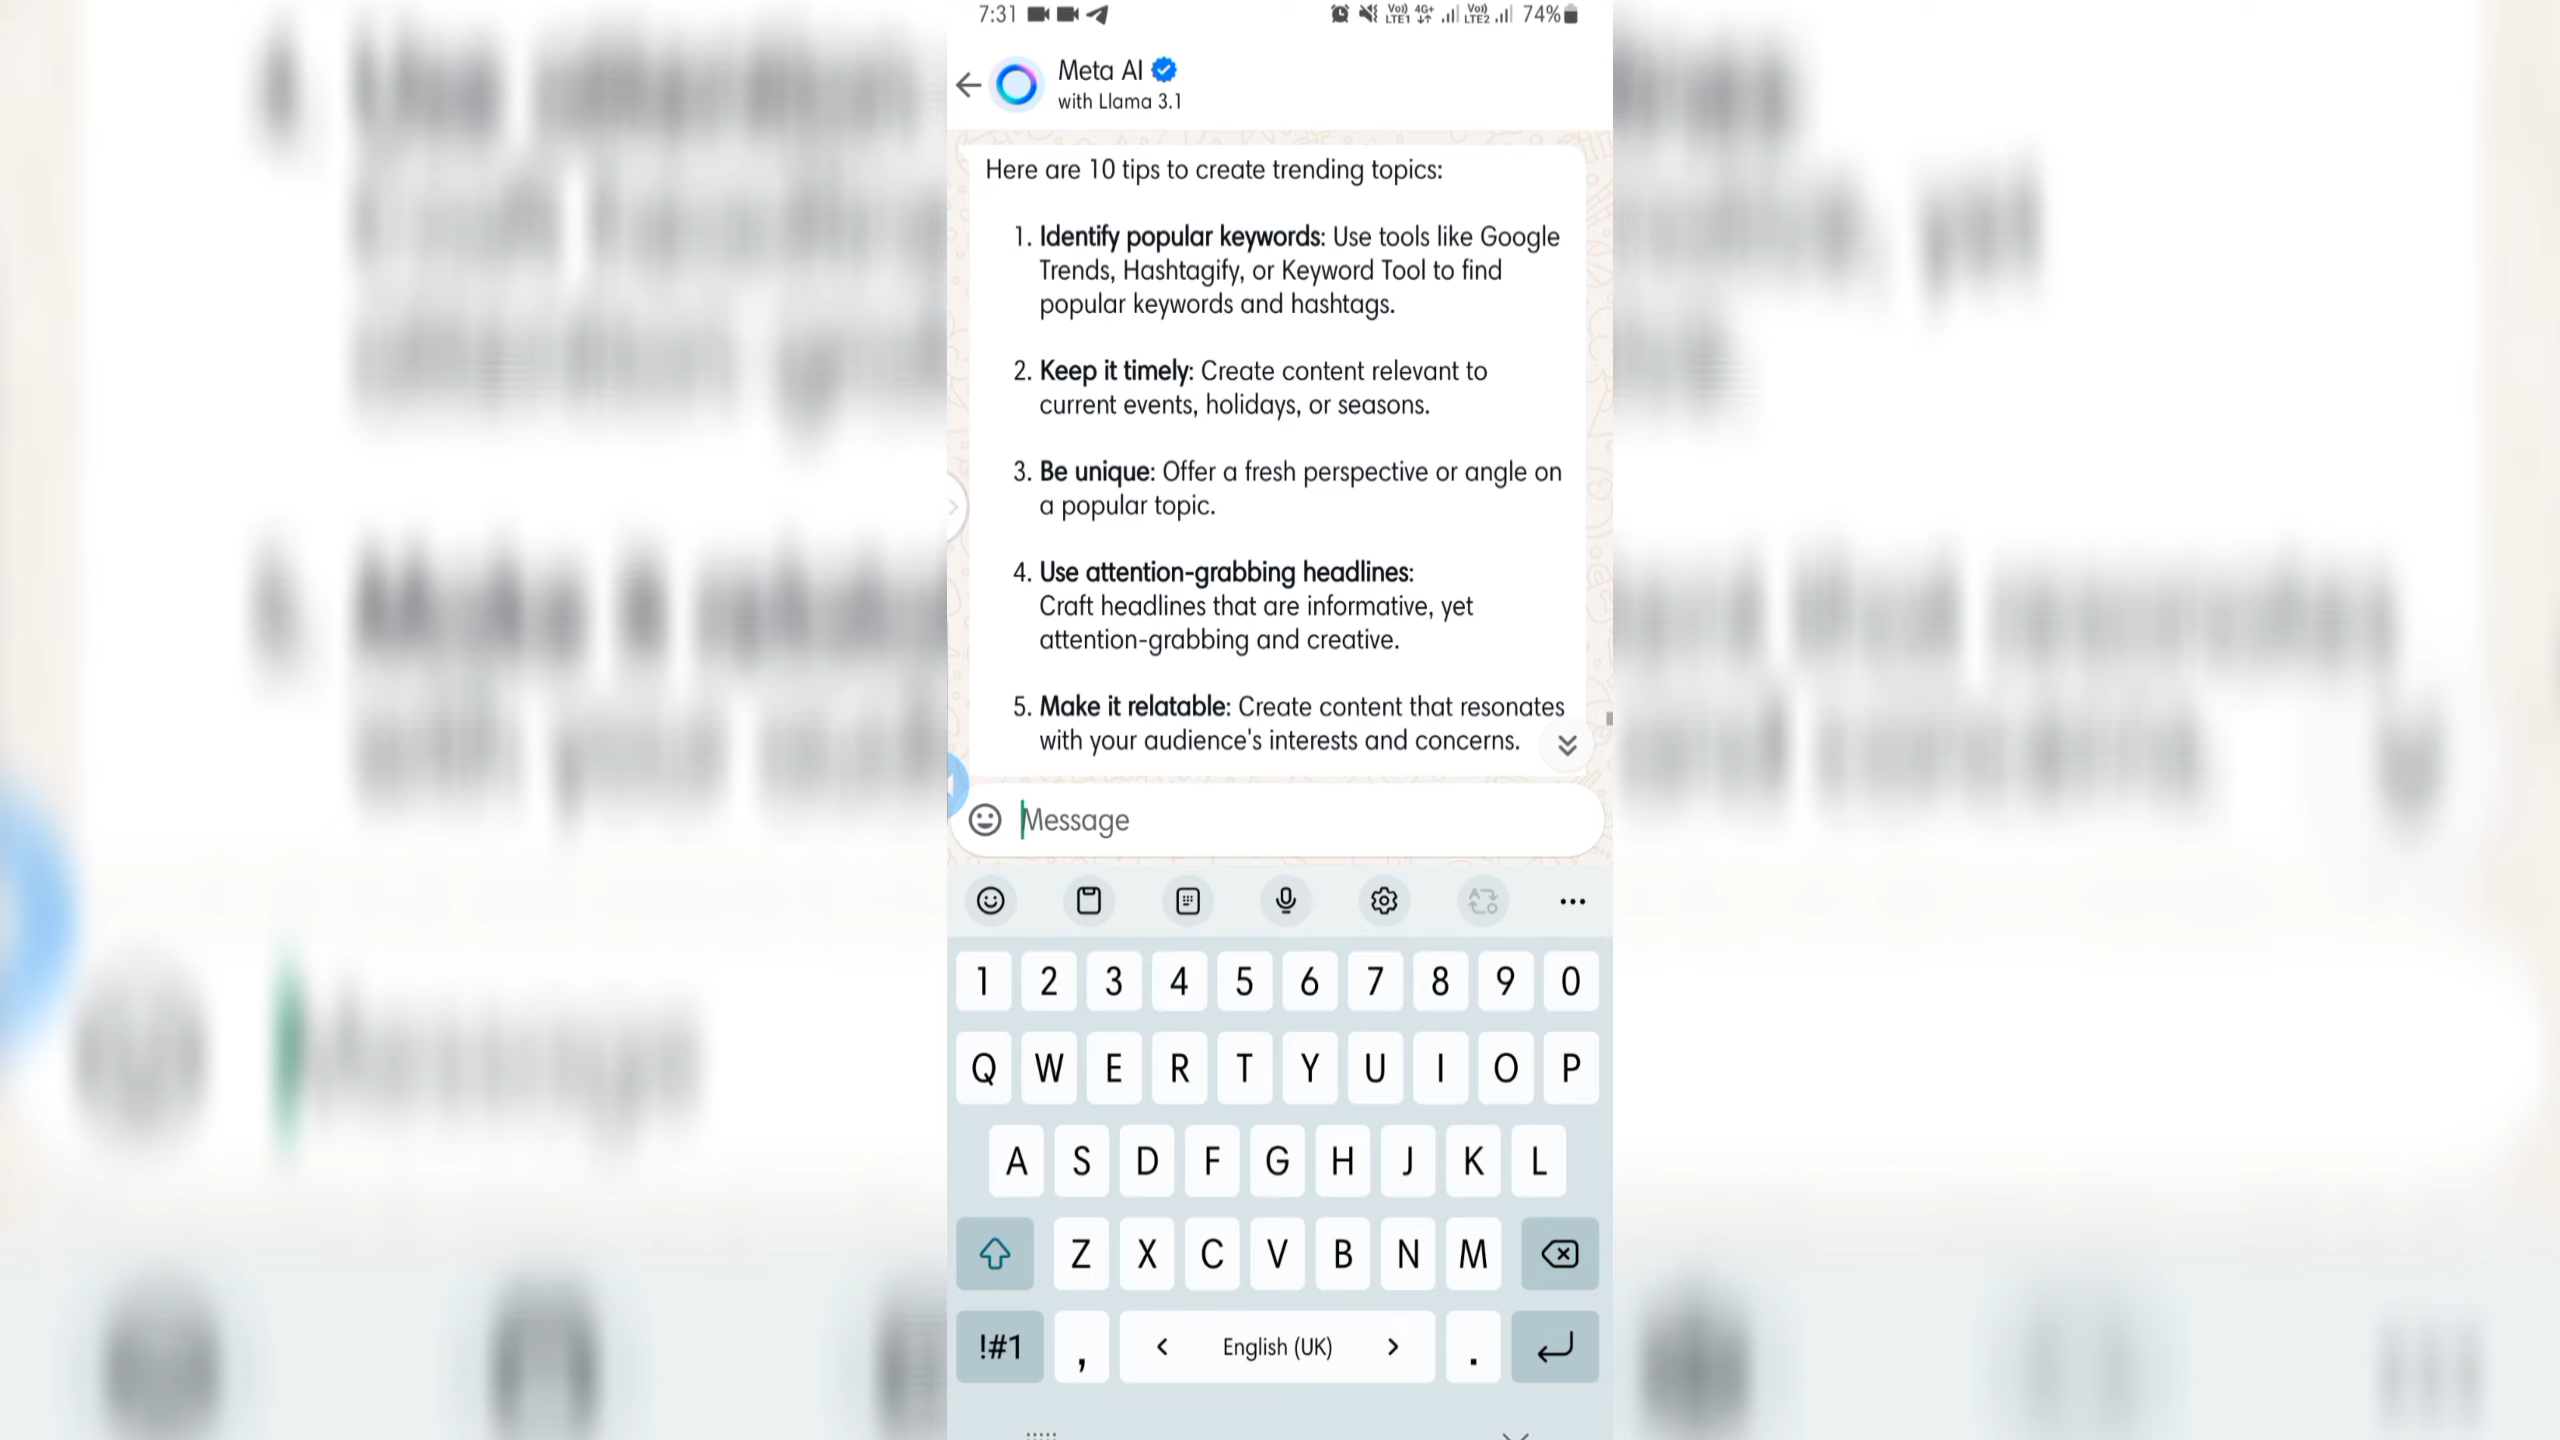 7:31 Vo)) LTE1 4G+ Vo)) LTE2 74%
Meta AI
with Llama 3.1
Here are 10 tips to create trending topics:
1. Identify popular keywords: Use tools like Google
Trends, Hashtagify, or Keyword Tool to find
popular keywords and hashtags.
2. Keep it timely: Create content relevant to
current events, holidays, or seasons.
3. Be unique: Offer a fresh perspective or angle on
a popular topic.
4. Use attention-grabbing headlines:
Craft headlines that are informative, yet
attention-grabbing and creative.
5. Make it relatable: Create content that resonates
with your audience's interests and concerns.
Message
1 2 3 4 5 6 7 8 9 0
Q W E R T Y U I O P
A S D F G H J K L
Z X C V B N M
!#1 , < English (UK) > .